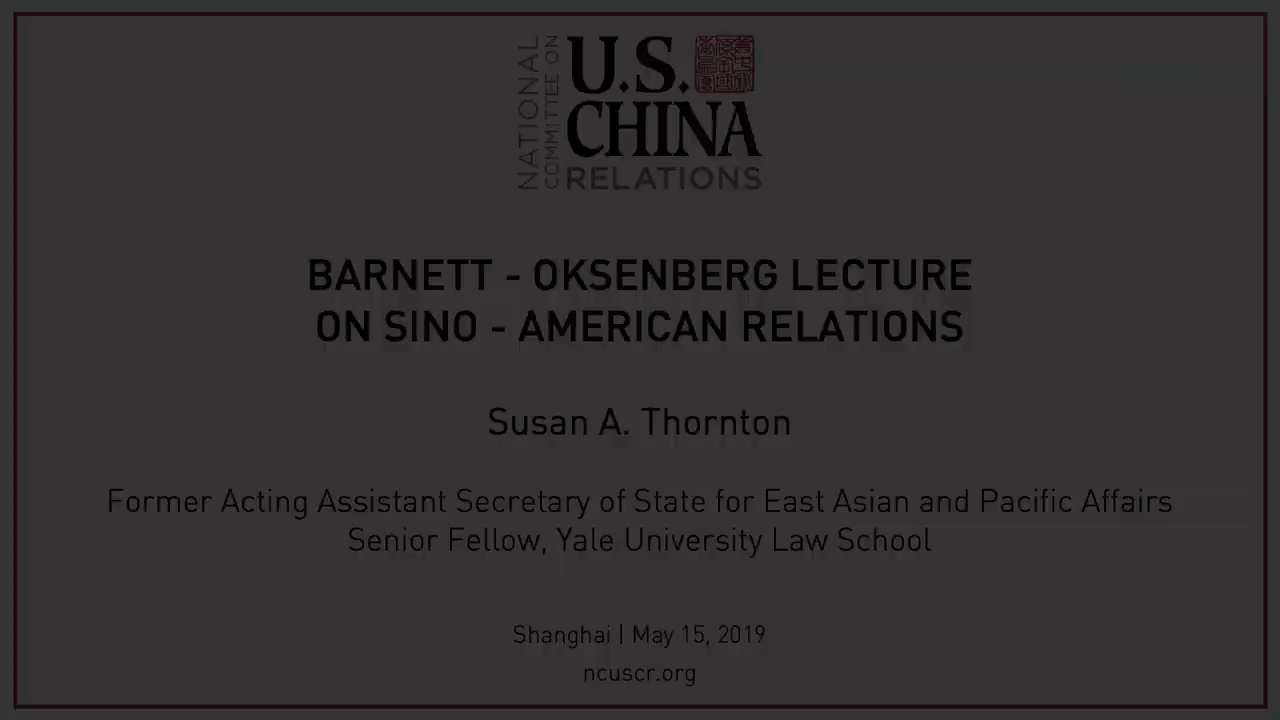 NATIONAL
COMMITTEE ON
U.S.
CHINA
RELATIONS
BARNETT - OKSENBERG LECTURE
ON SINO - AMERICAN RELATIONS
Susan A. Thornton
Former Acting Assistant Secretary of State for East Asian and Pacific Affairs
Senior Fellow, Yale University Law School
Shanghai | May 15, 2019
ncuscr.org